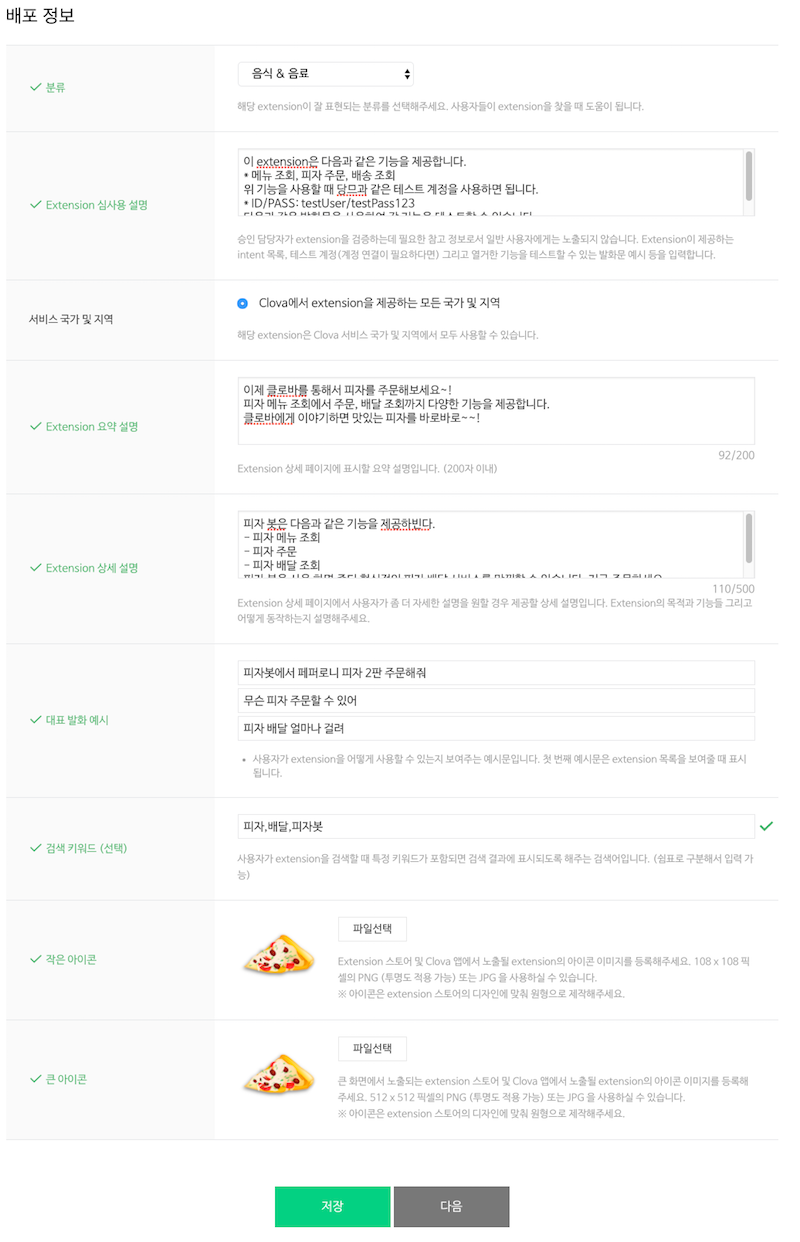 배포 정보
분류
음식 & 음료
해당 extension이 잘 표현되는 분류를 선택해주세요. 사용자들이 extension을 찾을 때 도움이 됩니다.
Extension 심사용 설명
이 extension은 다음과 같은 기능을 제공합니다.
* 메뉴 조회, 피자 주문, 배송 조회
위 기능을 사용할 때 담므과 같은 테스트 계정을 사용하면 됩니다.
* ID/PASS: testUser/testPass123
승인 담당자가 extension을 검증하는데 필요한 참고 정보로서 일반 사용자에게는 노출되지 않습니다. Extension이 제공하는
intent 목록, 테스트 계정(계정 연결이 필요하다면) 그리고 열거한 기능을 테스트할 수 있는 발화문 예시 등을 입력합니다.
서비스 국가 및 지역
Clova에서 extension을 제공하는 모든 국가 및 지역
해당 extension은 Clova 서비스 국가 및 지역에서 모두 사용할 수 있습니다.
Extension 요약 설명
이제 클로바를 통해서 피자를 주문해보세요~!
피자 메뉴 조회에서 주문, 배달 조회까지 다양한 기능을 제공합니다.
클로바에게 이야기하면 맛있는 피자를 바로바로~~!
92/200
Extension 상세 페이지에 표시할 요약 설명입니다. (200자 이내)
Extension 상세 설명
피자 봇은 다음과 같은 기능을 제공하빈다.
- 피자 메뉴 조회
- 피자 주문
- 피자 배달 조회
110/500
Extension 상세 페이지에서 사용자가 좀 더 자세한 설명을 원할 경우 제공할 상세 설명입니다. Extension의 목적과 기능들 그리고
어떻게 동작하는지 설명해주세요.
대표 발화 예시
피자봇에서 페퍼로니 피자 2판 주문해줘
무슨 피자 주문할 수 있어
피자 배달 얼마나 걸려
• 사용자가 extension을 어떻게 사용할 수 있는지 보여주는 예시문입니다. 첫 번째 예시문은 extension 목록을 보여줄 때 표시
됩니다.
검색 키워드 (선택)
피자,배달,피자봇
사용자가 extension을 검색할 때 특정 키워드가 포함되면 검색 결과에 표시되도록 해주는 검색어입니다. (쉼표로 구분해서 입력 가
능)
작은 아이콘
파일선택
Extension 스토어 및 Clova 앱에서 노출될 extension의 아이콘 이미지를 등록해주세요. 108 x 108 픽
셀의 PNG (투명도 적용 가능) 또는 JPG 을 사용하실 수 있습니다.
※ 아이콘은 extension 스토어의 디자인에 맞춰 원형으로 제작해주세요.
큰 아이콘
파일선택
큰 화면에서 노출되는 extension 스토어 및 Clova 앱에서 노출될 extension의 아이콘 이미지를 등록해
주세요. 512 x 512 픽셀의 PNG (투명도 적용 가능) 또는 JPG 을 사용하실 수 있습니다.
※ 아이콘은 extension 스토어의 디자인에 맞춰 원형으로 제작해주세요.
저장
다음